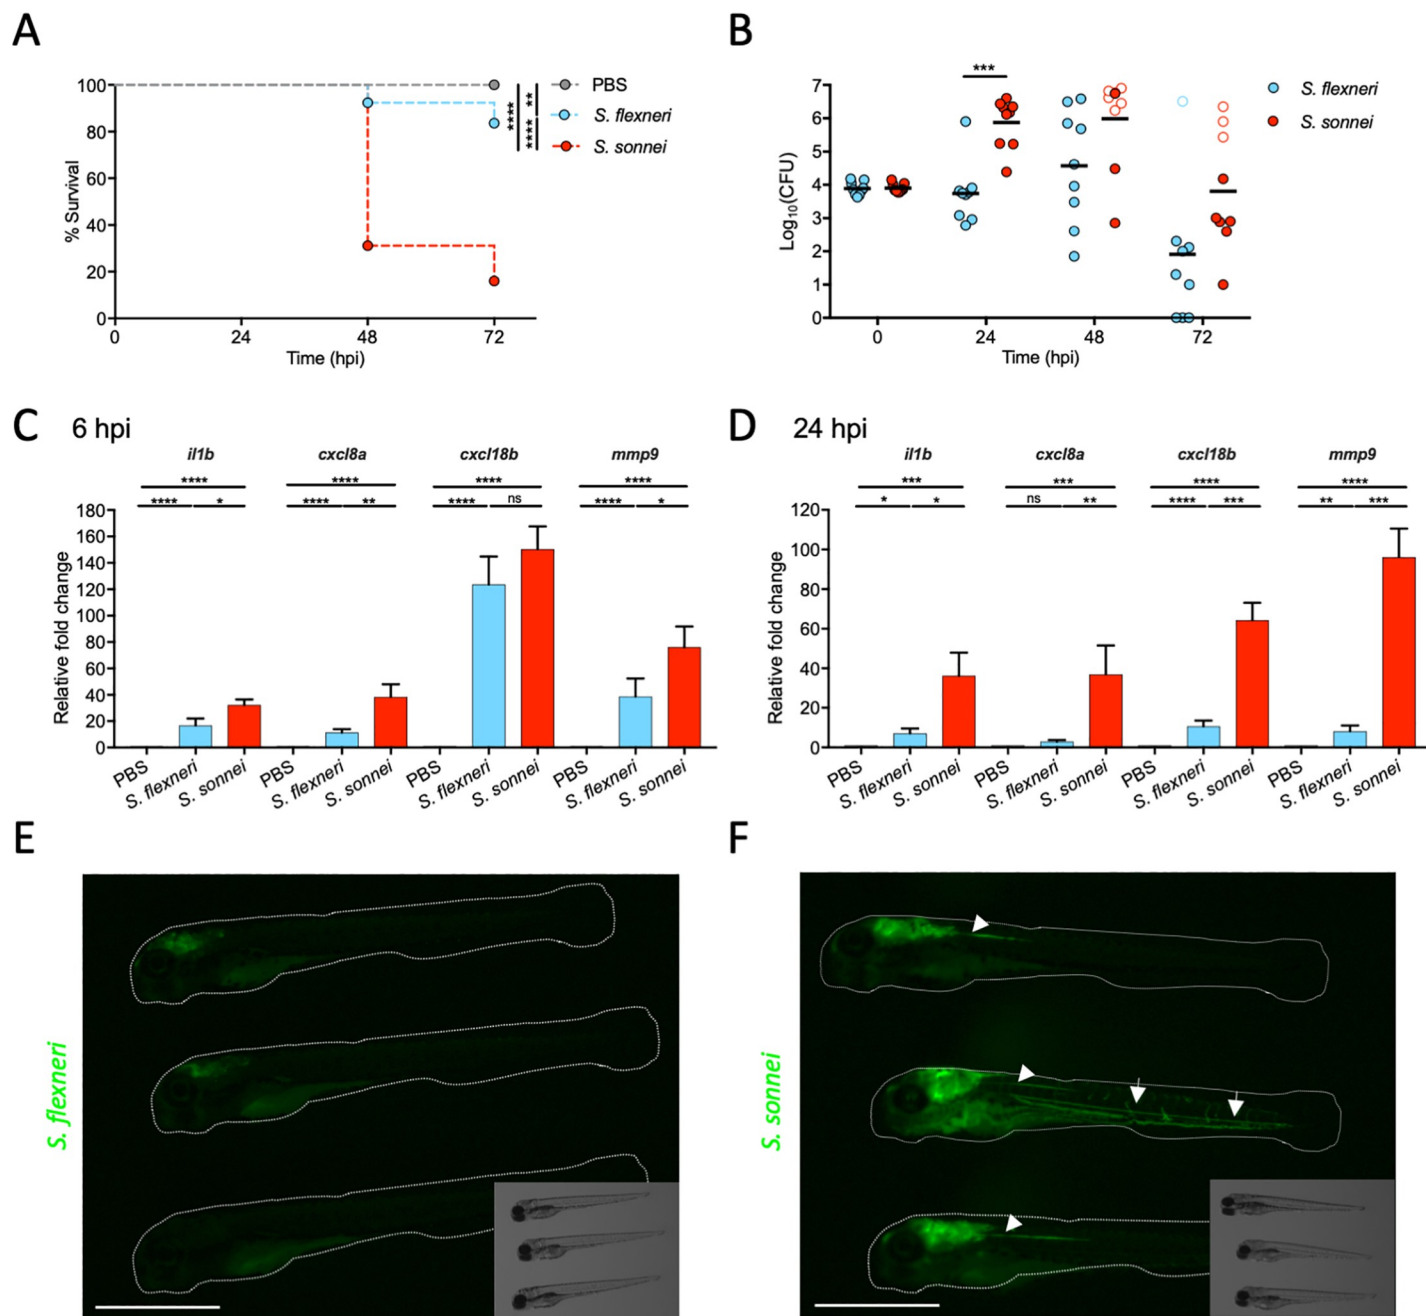 A
% Survival
100
80
60
40
20
0
0 24 48 72
Time (hpi)
**
****
****
PBS
S. flexneri
S. sonnei
B
Log10(CFU)
7
6
5
4
3
2
1
0
***
0 24 48 72
Time (hpi)
S. flexneri
S. sonnei
C 6 hpi
il1b cxcl8a cxcl18b mmp9
**** **** **** ****
**** * **** ** **** ns **** *
Relative fold change
180
160
140
120
100
80
60
40
20
0
PBS S. flexneri S. sonnei PBS S. flexneri S. sonnei PBS S. flexneri S. sonnei PBS S. flexneri S. sonnei
D 24 hpi
il1b cxcl8a cxcl18b mmp9
*** *** **** ****
* * ns ** **** *** ** ***
Relative fold change
120
100
80
60
40
20
0
PBS S. flexneri S. sonnei PBS S. flexneri S. sonnei PBS S. flexneri S. sonnei PBS S. flexneri S. sonnei
E
S. flexneri
F
S. sonnei